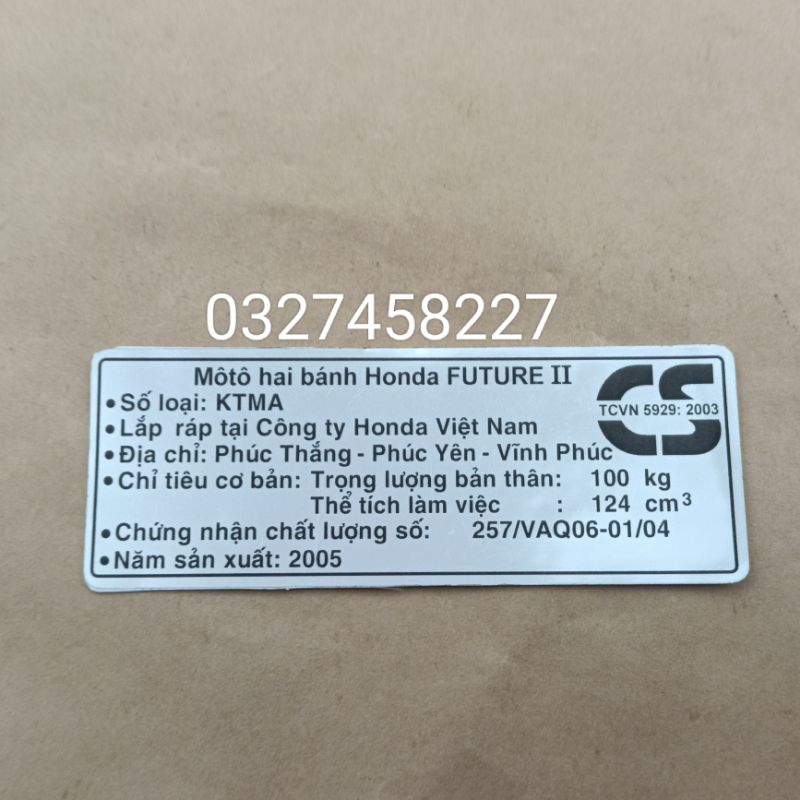 0327458227
Môtô hai bánh Honda FUTURE II
CS
TCVN 5929: 2003
• Số loại: KTMA
• Lắp ráp tại Công ty Honda Việt Nam
• Địa chỉ: Phúc Thắng - Phúc Yên - Vĩnh Phúc
• Chỉ tiêu cơ bản: Trọng lượng bản thân: 100 kg
Thể tích làm việc : 124 cm³
• Chứng nhận chất lượng số: 257/VAQ06-01/04
• Năm sản xuất: 2005